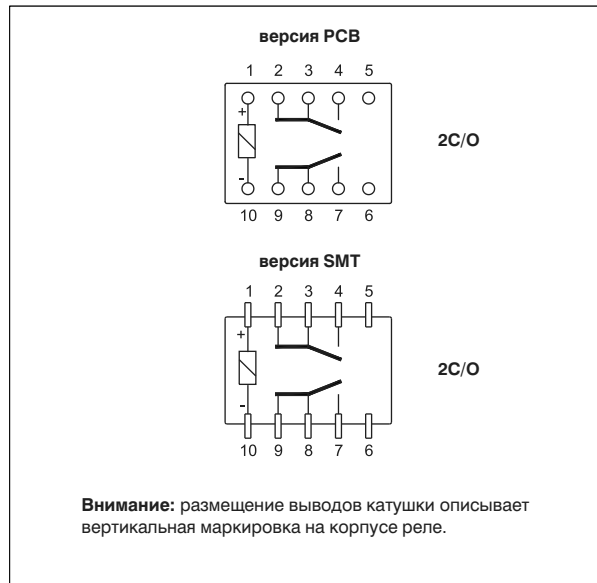 версия PCB
1 2 3 4 5
+
-
2C/O
10 9 8 7 6
версия SMT
1 2 3 4 5
+
-
2C/O
10 9 8 7 6
Внимание: размещение выводов катушки описывает
вертикальная маркировка на корпусе реле.